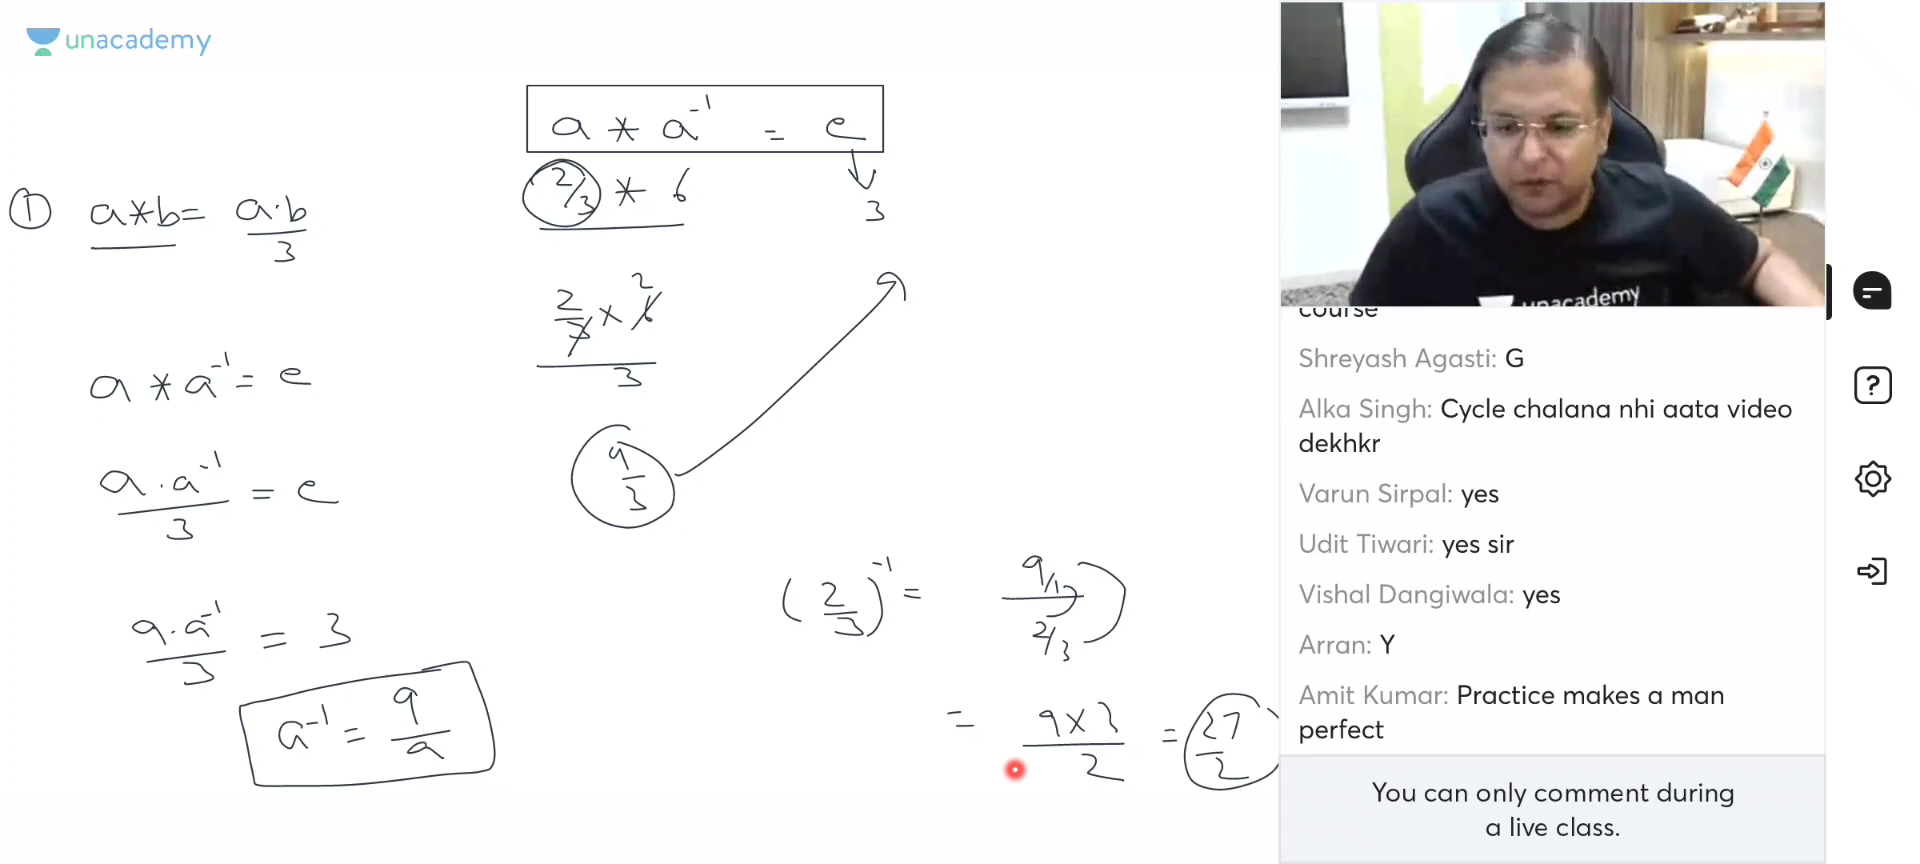 unacademy
a * a⁻¹ = e
3
2/3 * 6
① a*b = a·b/3
2/3 × 6 2
3
a * a⁻¹ = e
a·a⁻¹/3 = e
9/3
a·a⁻¹/3 = 3
a⁻¹ = 9/a
(2/3)⁻¹ =
2/3
= 9×3/2 = 27/2
unacademy
course
Shreyash Agasti: G
Alka Singh: Cycle chalana nhi aata video
dekhkr
Varun Sirpal: yes
Udit Tiwari: yes sir
Vishal Dangiwala: yes
Arran: Y
Amit Kumar: Practice makes a man
perfect
You can only comment during
a live class.